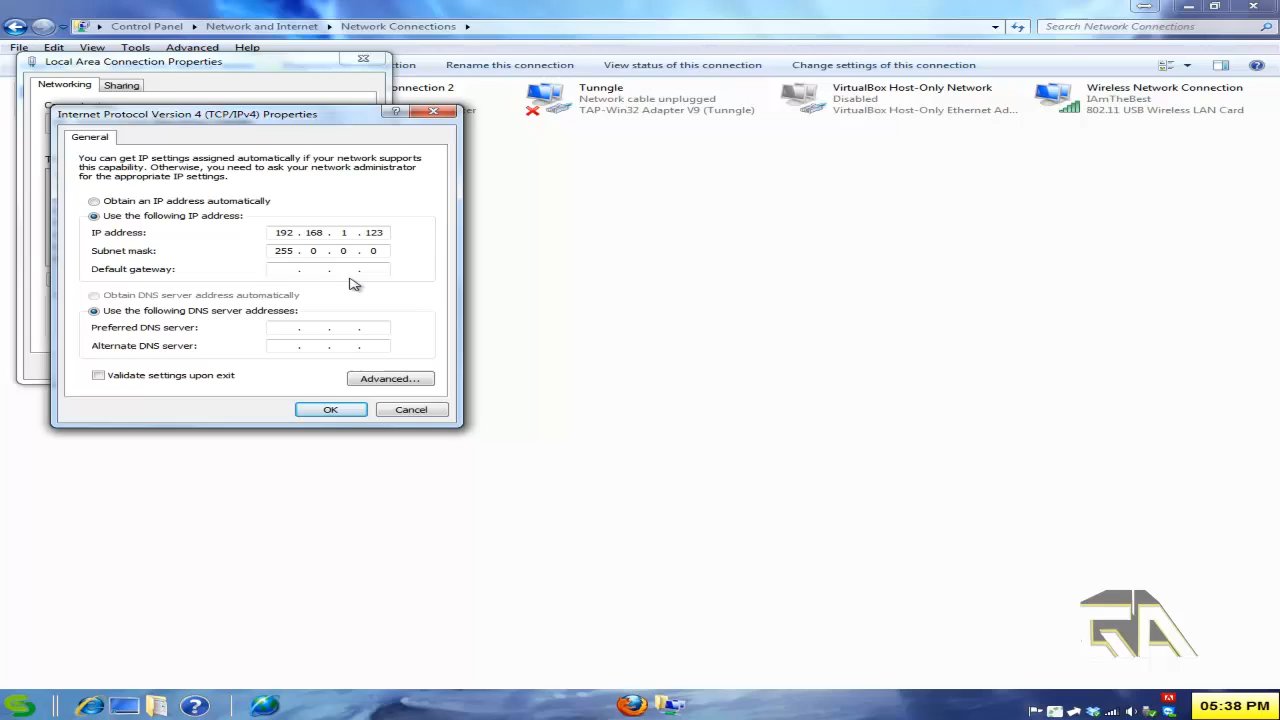 Control Panel Network and Internet Network Connections Search Network Connections
File Edit View Tools Advanced Help
Local Area Connection Properties
Rename this connection View status of this connection Change settings of this connection
Networking Sharing
onnection 2
Tunngle
Network cable unplugged
TAP-Win32 Adapter V9 (Tunngle)
VirtualBox Host-Only Network
Disabled
VirtualBox Host-Only Ethernet Ad...
Wireless Network Connection
IAmTheBest
802.11 USB Wireless LAN Card
Internet Protocol Version 4 (TCP/IPv4) Properties
General
You can get IP settings assigned automatically if your network supports
this capability. Otherwise, you need to ask your network administrator
for the appropriate IP settings.
Obtain an IP address automatically
Use the following IP address:
IP address: 192 . 168 . 1 . 123
Subnet mask: 255 . 0 . 0 . 0
Default gateway: . . .
Obtain DNS server address automatically
Use the following DNS server addresses:
Preferred DNS server: . . .
Alternate DNS server: . . .
Validate settings upon exit
Advanced...
OK Cancel
05:38 PM